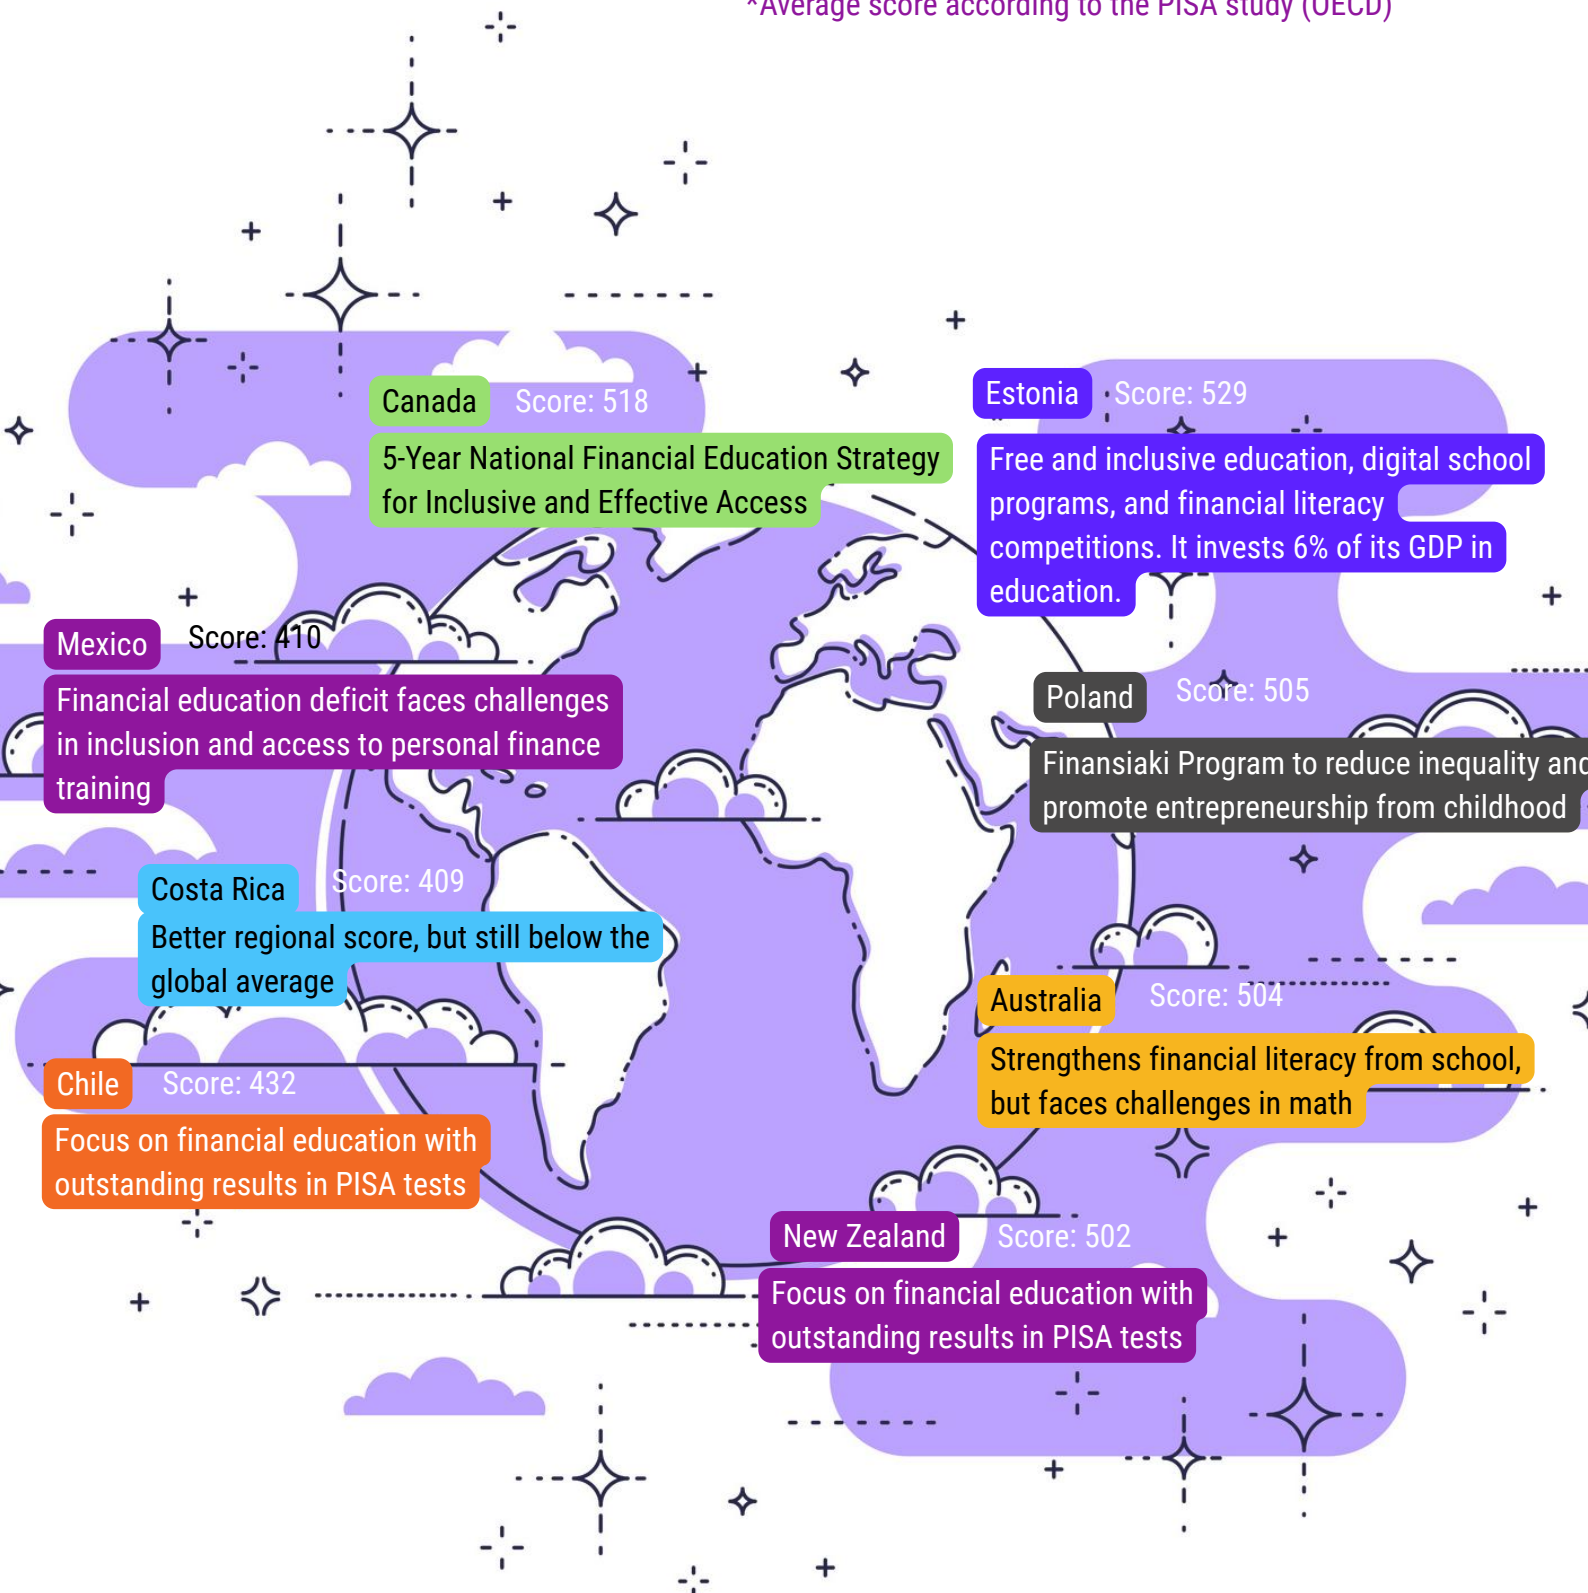 *Average score according to the PISA study (OECD)
Canada Score: 518
5-Year National Financial Education Strategy
for Inclusive and Effective Access
Estonia Score: 529
Free and inclusive education, digital school
programs, and financial literacy
competitions. It invests 6% of its GDP in
education.
Mexico Score: 410
Financial education deficit faces challenges
in inclusion and access to personal finance
training
Poland Score: 505
Finansiaki Program to reduce inequality and
promote entrepreneurship from childhood
Costa Rica Score: 409
Better regional score, but still below the
global average
Australia Score: 504
Strengthens financial literacy from school,
but faces challenges in math
Chile Score: 432
Focus on financial education with
outstanding results in PISA tests
New Zealand Score: 502
Focus on financial education with
outstanding results in PISA tests